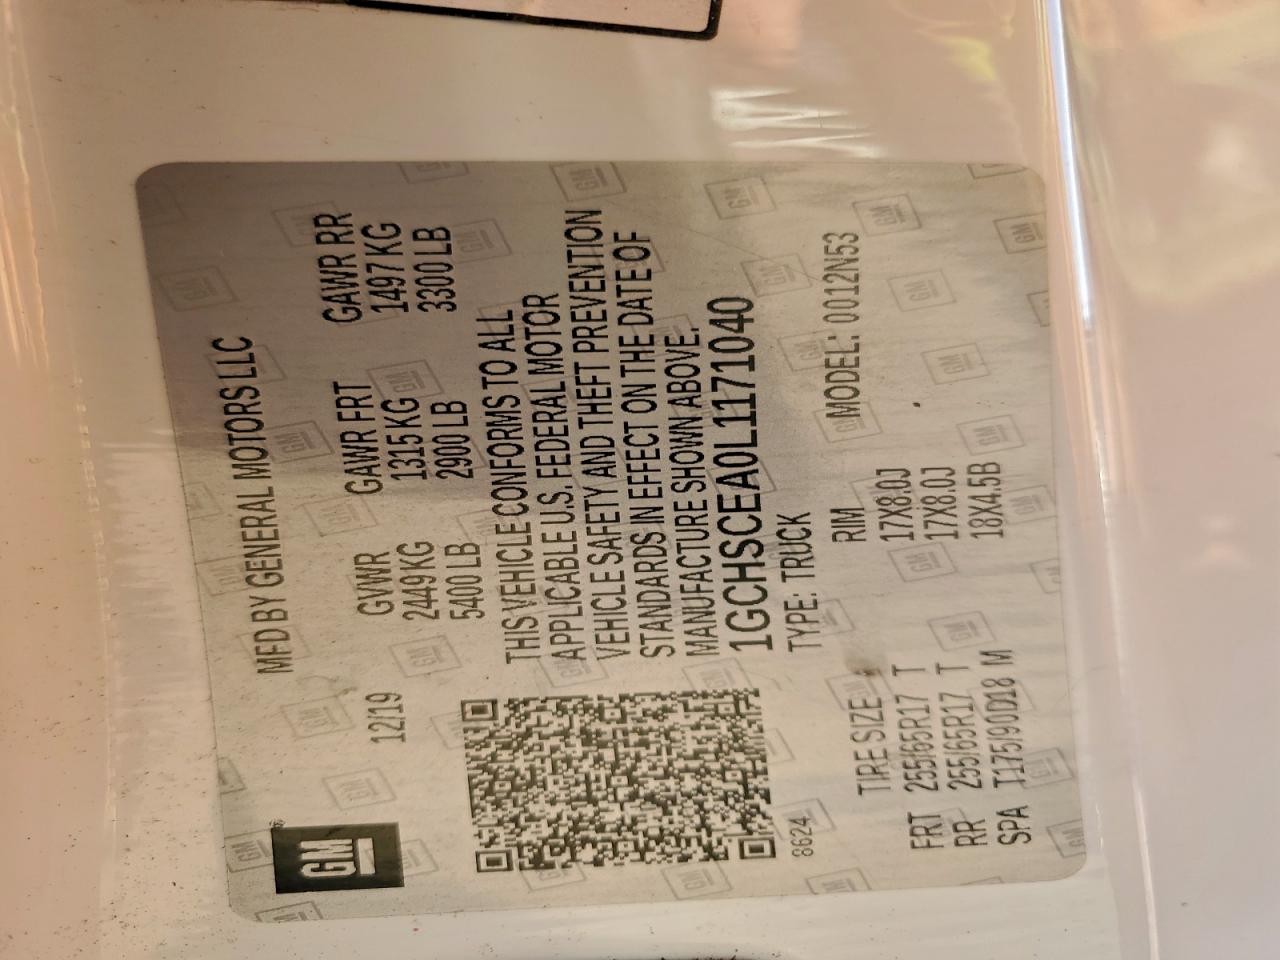 GM
MFD BY GENERAL MOTORS LLC
12/19
GVWR GAWR FRT GAWR RR
2449 KG 1315 KG 1497 KG
5400 LB 2900 LB 3300 LB
THIS VEHICLE CONFORMS TO ALL
APPLICABLE U.S. FEDERAL MOTOR
VEHICLE SAFETY AND THEFT PREVENTION
STANDARDS IN EFFECT ON THE DATE OF
MANUFACTURE SHOWN ABOVE.
1GCHSCEA0L1171040
8624 TYPE: TRUCK MODEL: 0012N53
TIRE SIZE RIM
FRT 255/65R17 T 17X8.0J
RR 255/65R17 T 17X8.0J
SPA T175/90D18 M 18X4.5B